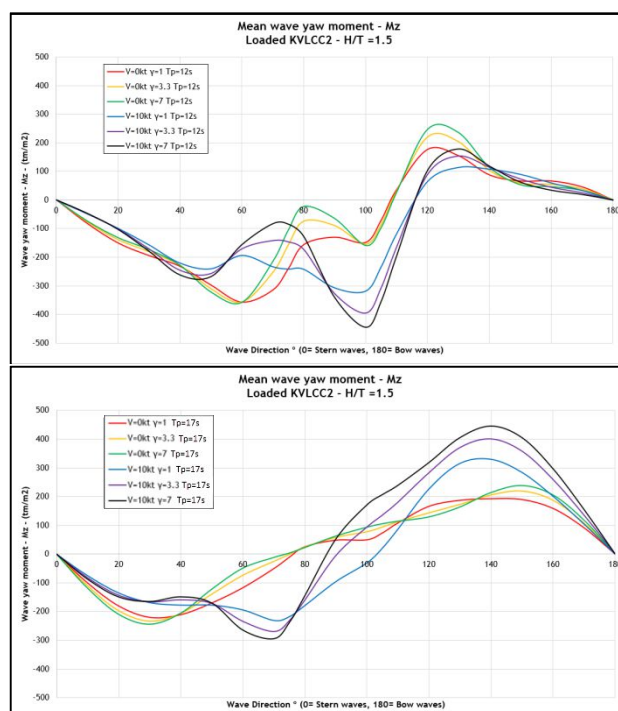 Mean wave yaw moment - Mz
Loaded KVLCC2 - H/T =1.5
500
400
300
200
100
0
-100
-200
-300
-400
-500
Wave yaw moment - Mz - (tm/m2)
V=0kt γ=1 Tp=12s
V=0kt γ=3.3 Tp=12s
V=0kt γ=7 Tp=12s
V=10kt γ=1 Tp=12s
V=10kt γ=3.3 Tp=12s
V=10kt γ=7 Tp=12s
0 20 40 60 80 100 120 140 160 180
Wave Direction ° (0= Stern waves, 180= Bow waves)
Mean wave yaw moment - Mz
Loaded KVLCC2 - H/T =1.5
500
400
300
200
100
0
-100
-200
-300
-400
-500
Wave yaw moment - Mz - (tm/m2)
V=0kt γ=1 Tp=17s
V=0kt γ=3.3 Tp=17s
V=0kt γ=7 Tp=17s
V=10kt γ=1 Tp=17s
V=10kt γ=3.3 Tp=17s
V=10kt γ=7 Tp=17s
0 20 40 60 80 100 120 140 160 180
Wave Direction ° (0= Stern waves, 180= Bow waves)